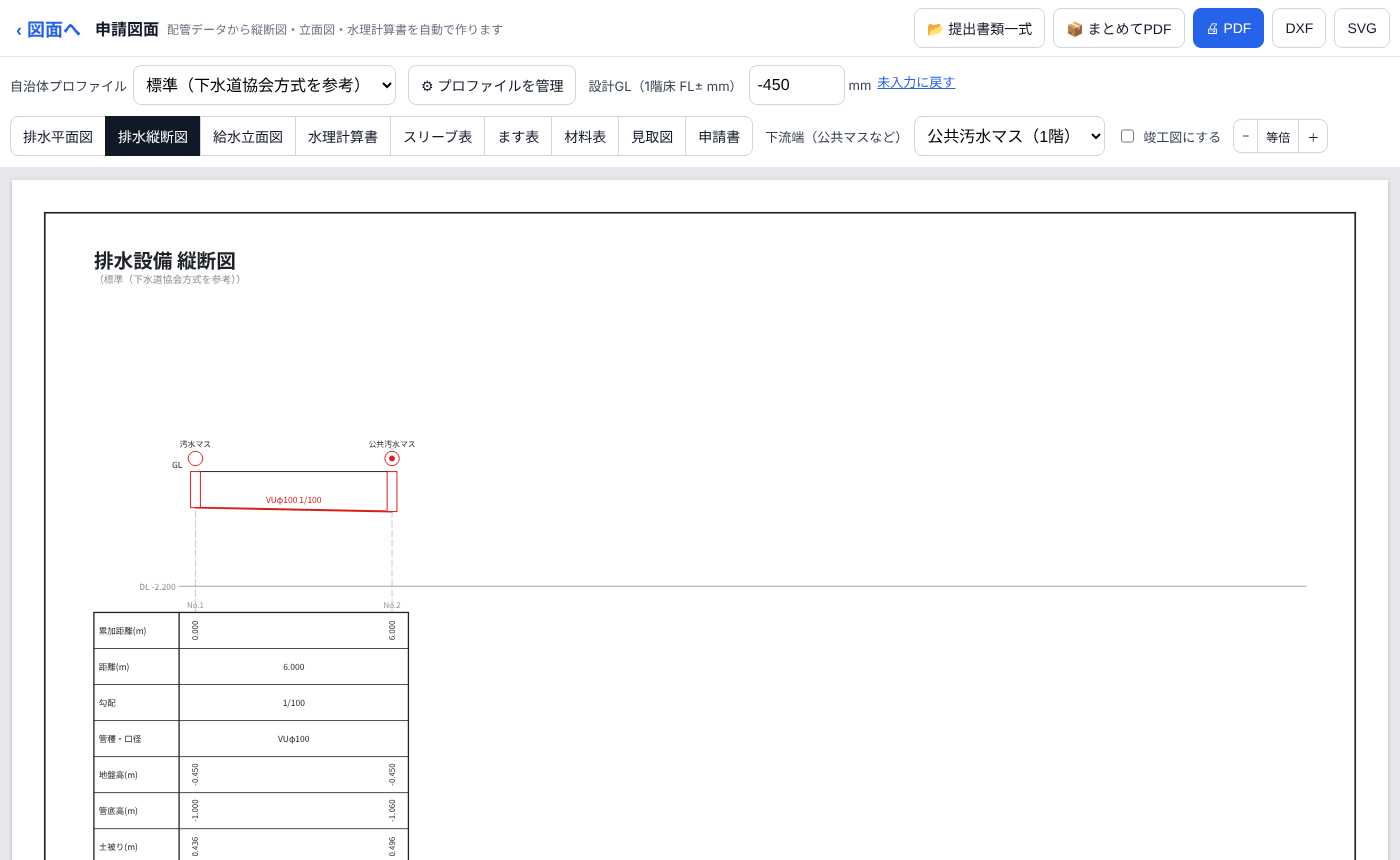 ‹ 図面へ 申請図面 配管データから縦断図・立面図・水理計算書を自動で作ります 📂 提出書類一式 📦 まとめてPDF 🖨 PDF DXF SVG
自治体プロファイル 標準（下水道協会方式を参考） ⚙ プロファイルを管理 設計GL（1階床 FL± mm） -450 mm 未入力に戻す
排水平面図 排水縦断図 給水立面図 水理計算書 スリーブ表 ます表 材料表 見取図 申請書 下流端（公共マスなど） 公共汚水マス（1階） 竣工図にする − 等倍 ＋
排水設備 縦断図
（標準（下水道協会方式を参考））
汚水マス 公共汚水マス
GL
VUφ100 1/100
DL -2.200
No.1 No.2
累加距離(m) 0.000 6.000
距離(m) 6.000
勾配 1/100
管種・口径 VUφ100
地盤高(m) -0.450 -0.450
管底高(m) -1.000 -1.060
土被り(m) 0.436 0.496